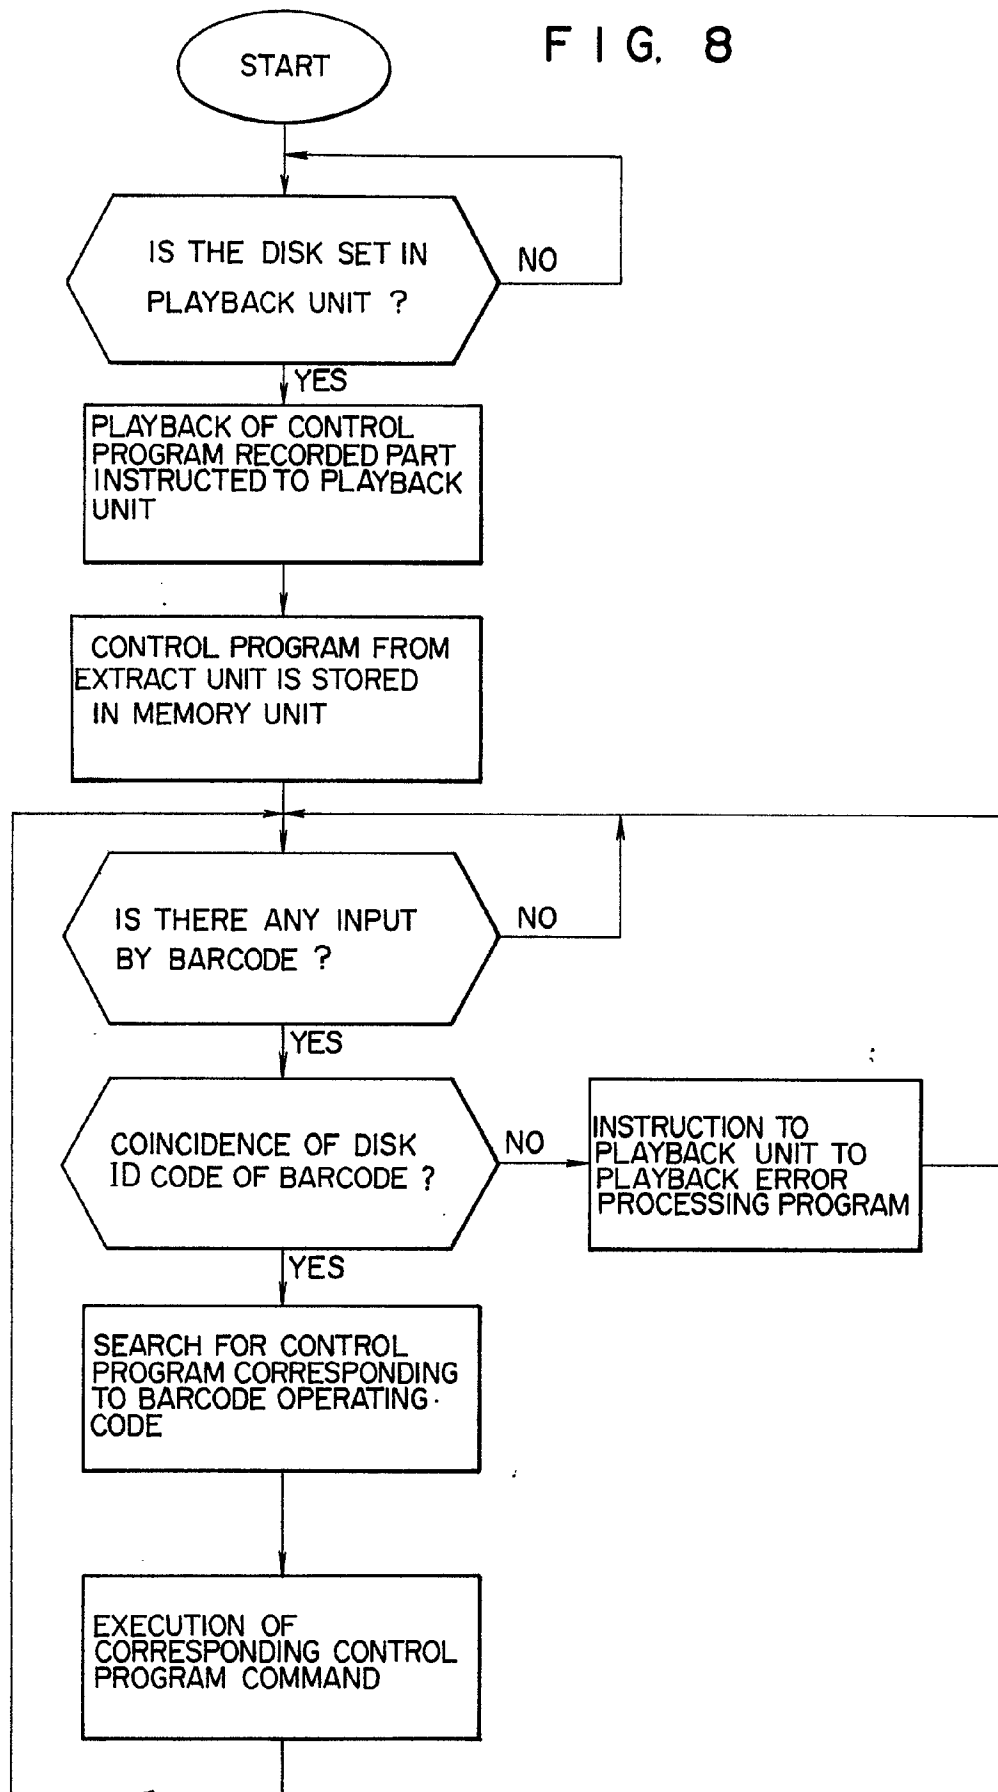 FIG. 8
START
IS THE DISK SET IN
PLAYBACK UNIT ?
NO
YES
PLAYBACK OF CONTROL
PROGRAM RECORDED PART
INSTRUCTED TO PLAYBACK
UNIT
CONTROL PROGRAM FROM
EXTRACT UNIT IS STORED
IN MEMORY UNIT
IS THERE ANY INPUT
BY BARCODE ?
NO
YES
COINCIDENCE OF DISK
ID CODE OF BARCODE ?
NO
INSTRUCTION TO
PLAYBACK UNIT TO
PLAYBACK ERROR
PROCESSING PROGRAM
YES
SEARCH FOR CONTROL
PROGRAM CORRESPONDING
TO BARCODE OPERATING
CODE
EXECUTION OF
CORRESPONDING CONTROL
PROGRAM COMMAND